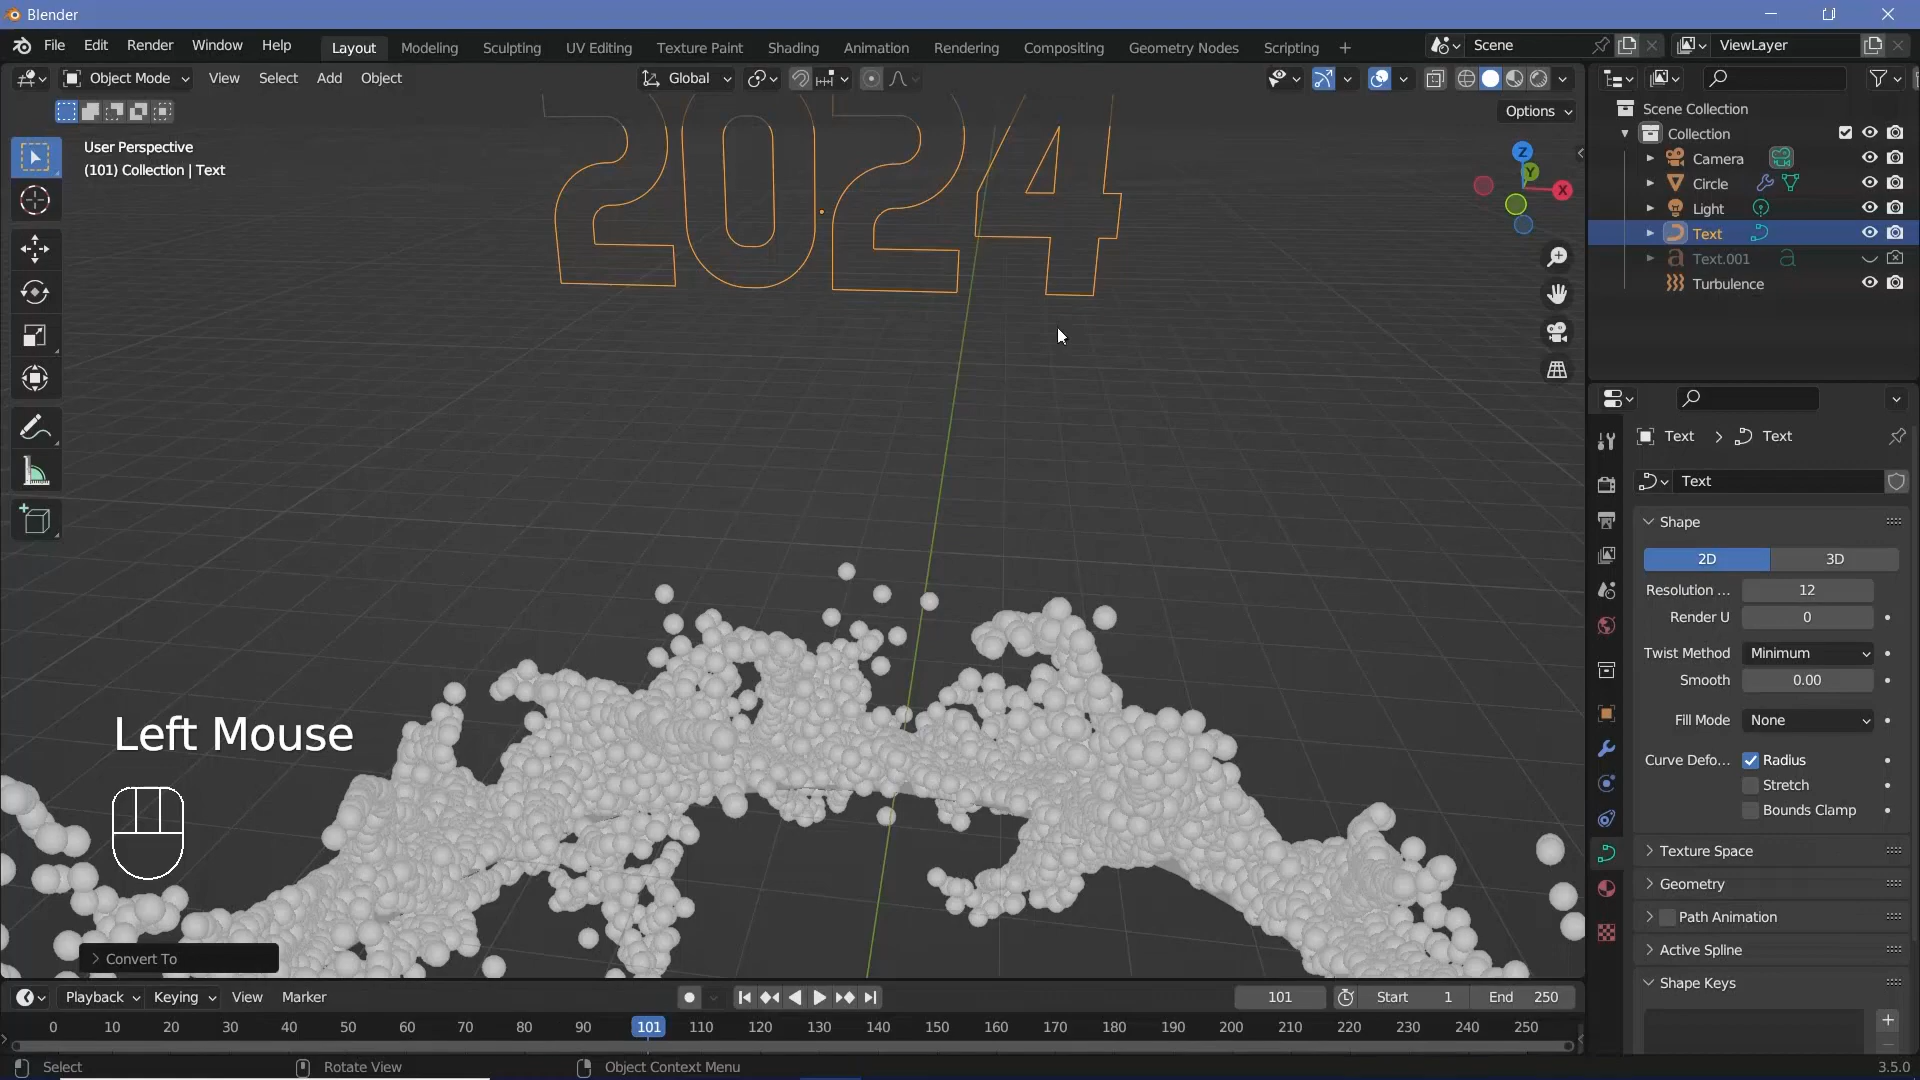 Blender
File Edit Render Window Help
Layout Modeling Sculpting UV Editing Texture Paint Shading Animation Rendering Compositing Geometry Nodes Scripting +
Scene
ViewLayer
Object Mode View Select Add Object
Global
Options
User Perspective
(101) Collection | Text
2024
Z
Y
X
Scene Collection
Collection
Camera
Circle
Light
Text
Text.001
Turbulence
Text > Text
Text
Shape
2D 3D
Resolution ... 12
Render U 0
Twist Method Minimum
Smooth 0.00
Fill Mode None
Curve Defo... Radius
Stretch
Bounds Clamp
Texture Space
Geometry
Path Animation
Active Spline
Shape Keys
Left Mouse
Convert To
Playback Keying View Marker
101 Start 1 End 250
0 10 20 30 40 50 60 70 80 90 101 110 120 130 140 150 160 170 180 190 200 210 220 230 240 250
Select Rotate View Object Context Menu 3.5.0